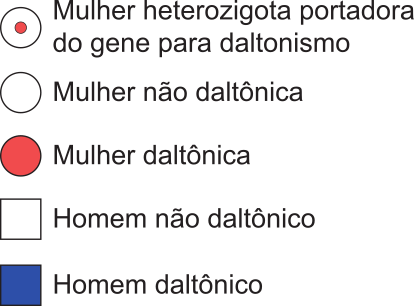 Mulher heterozigota portadora
do gene para daltonismo
Mulher não daltônica
Mulher daltônica
Homem não daltônico
Homem daltônico